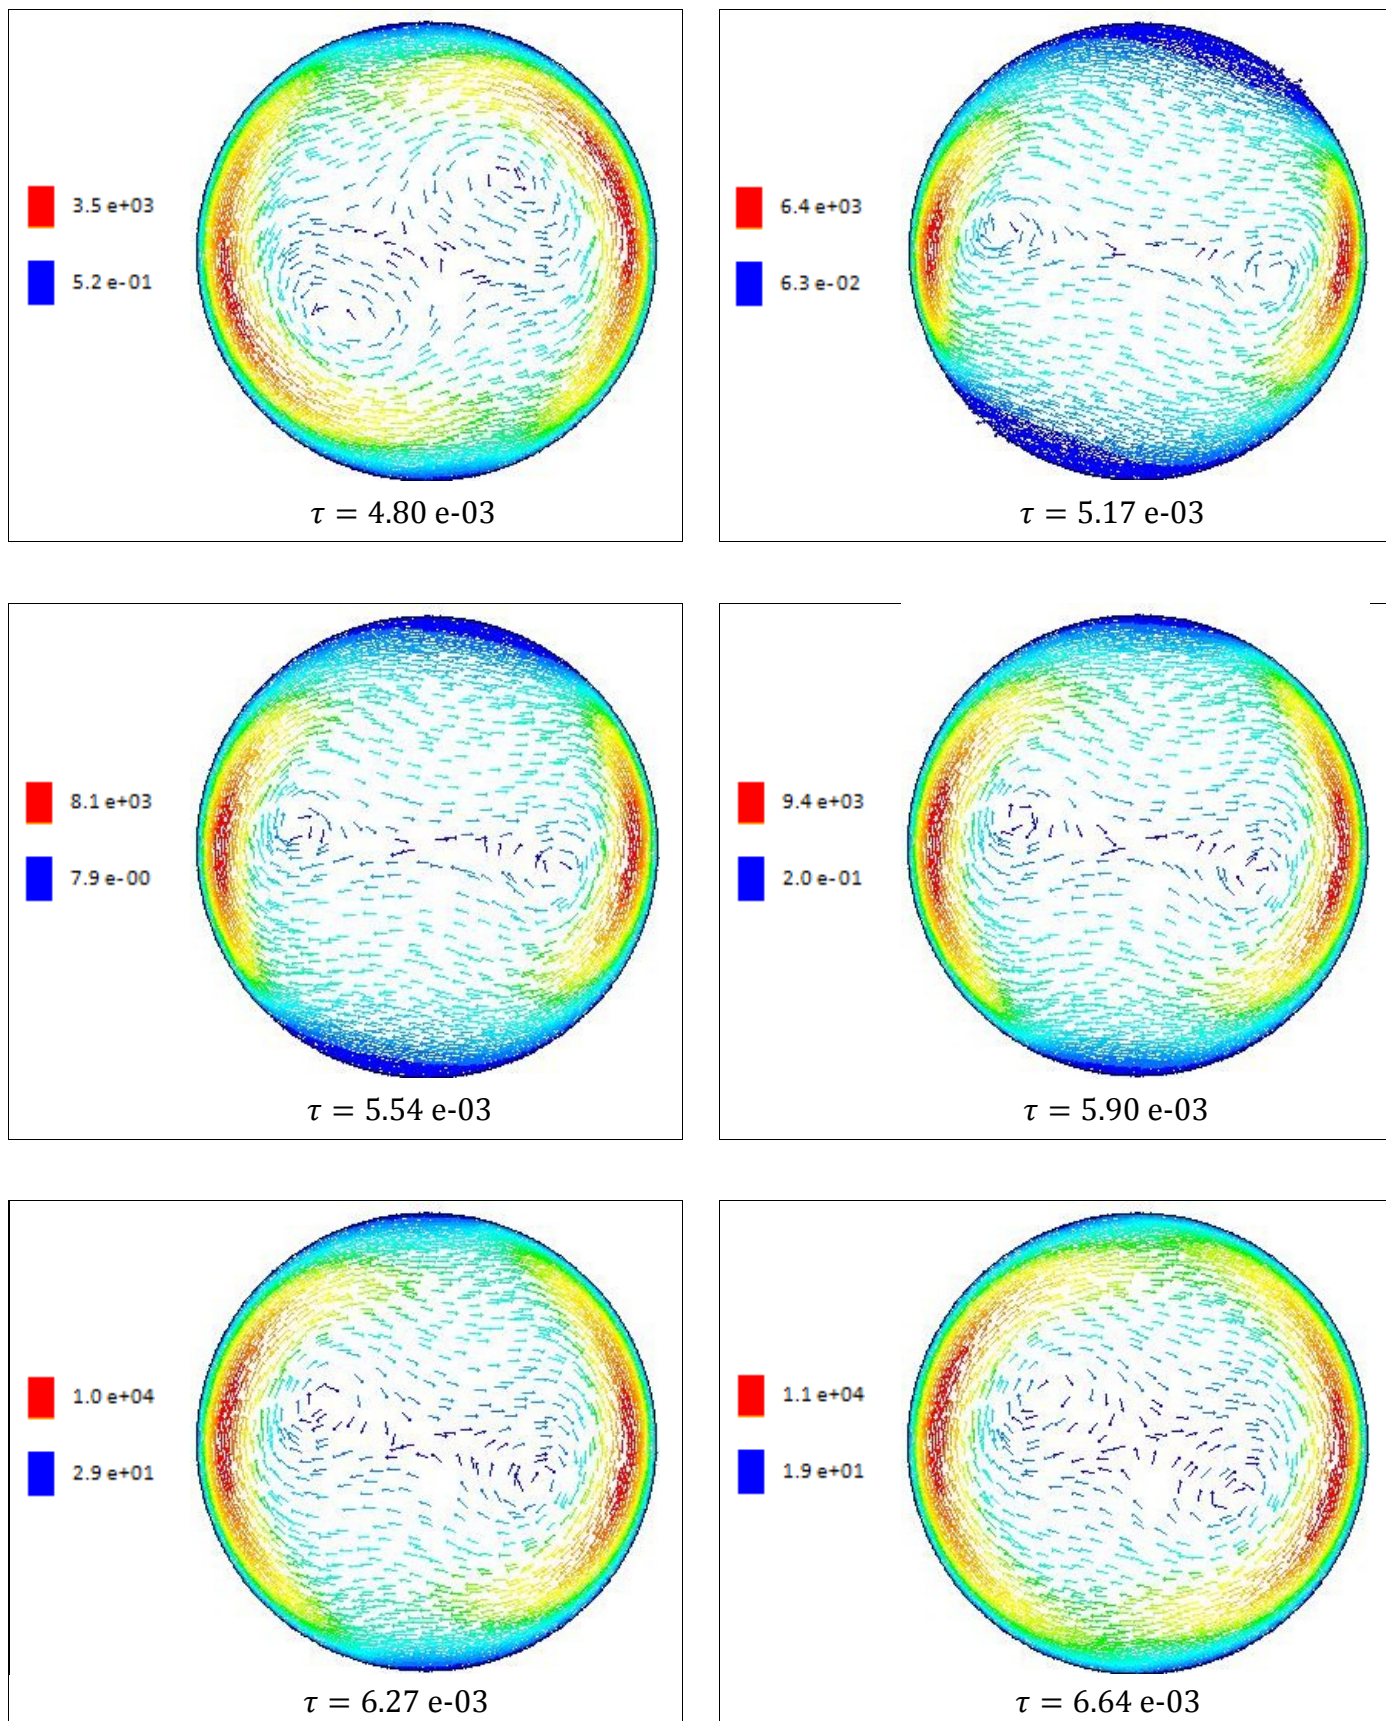 3.5 e+03
5.2 e-01
τ = 4.80 e-03
6.4 e+03
6.3 e-02
τ = 5.17 e-03
8.1 e+03
7.9 e-00
τ = 5.54 e-03
9.4 e+03
2.0 e-01
τ = 5.90 e-03
1.0 e+04
2.9 e+01
τ = 6.27 e-03
1.1 e+04
1.9 e+01
τ = 6.64 e-03